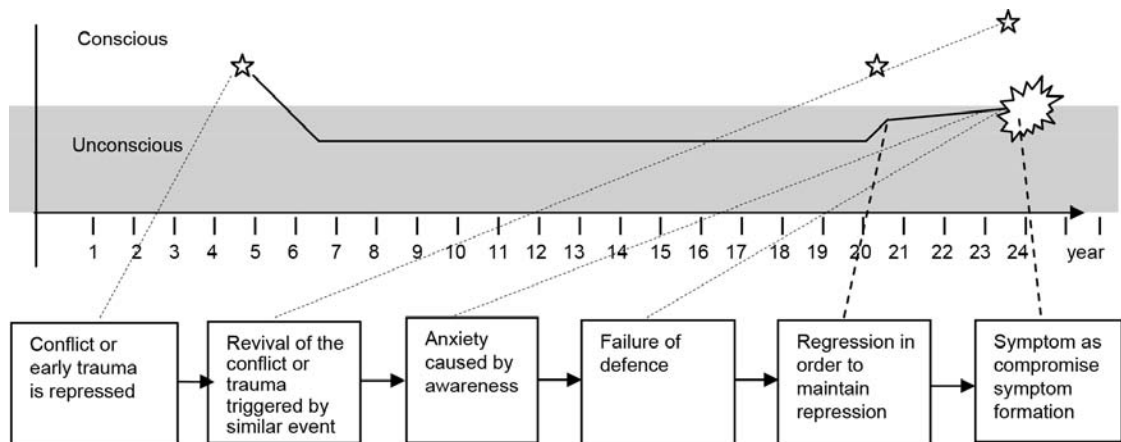 Conscious
Unconscious
1 2 3 4 5 6 7 8 9 10 11 12 13 14 15 16 17 18 19 20 21 22 23 24 year
Conflict or
early trauma
is repressed
Revival of the
conflict or
trauma
triggered by
similar event
Anxiety
caused by
awareness
Failure of
defence
Regression in
order to
maintain
repression
Symptom as
compromise
symptom
formation